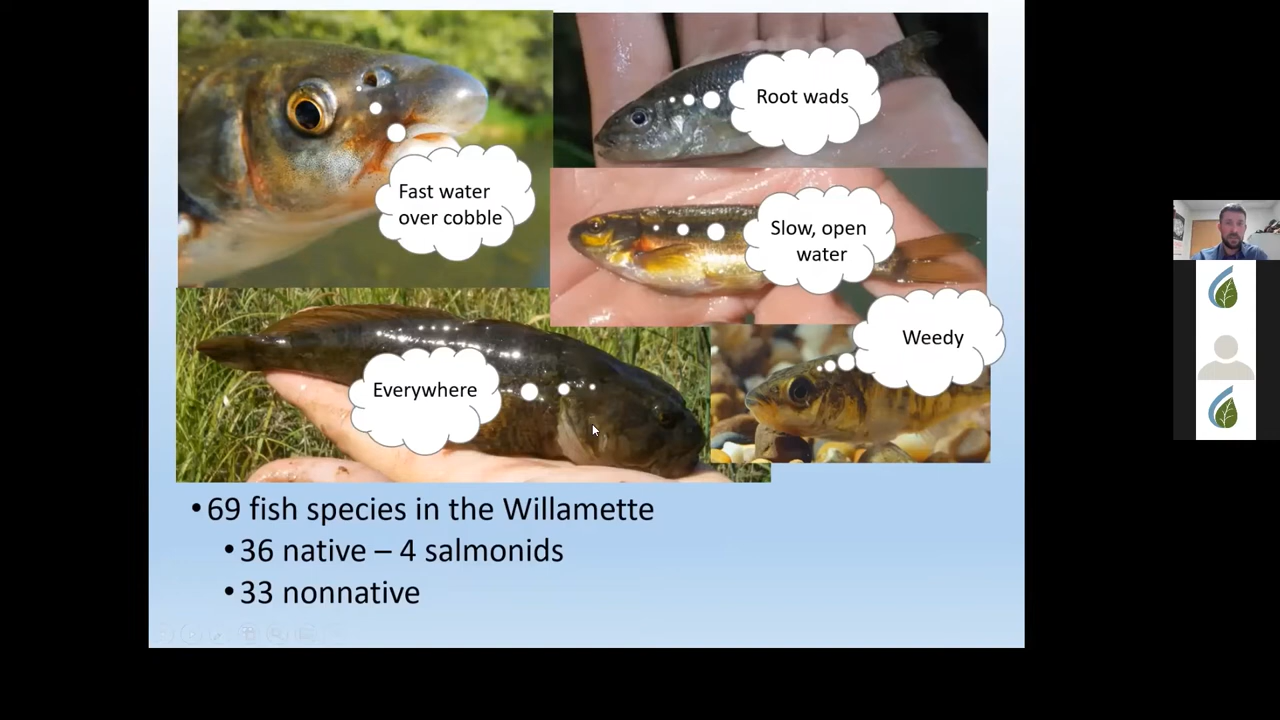 Root wads
Fast water
over cobble
Slow, open
water
Weedy
Everywhere
•69 fish species in the Willamette
•36 native – 4 salmonids
•33 nonnative